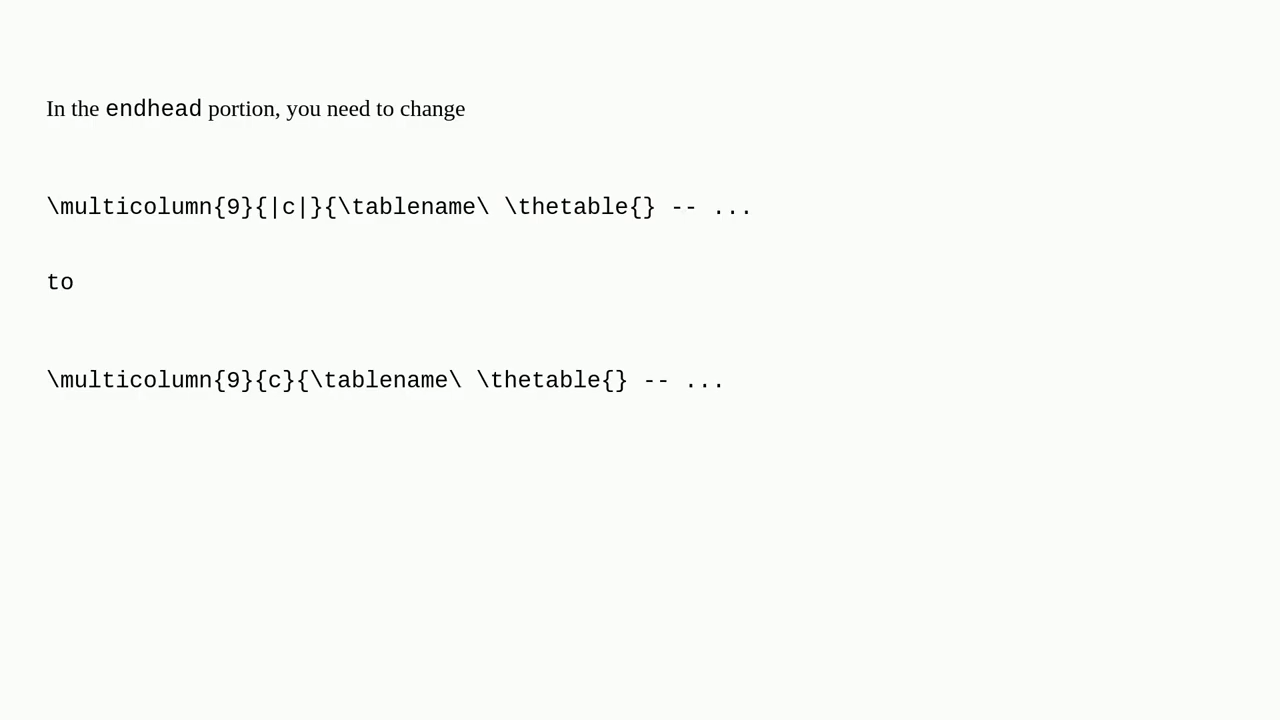 In the endhead portion, you need to change
\multicolumn{9}{|c|}{\tablename\ \thetable{} -- ...
to
\multicolumn{9}{c}{\tablename\ \thetable{} -- ...